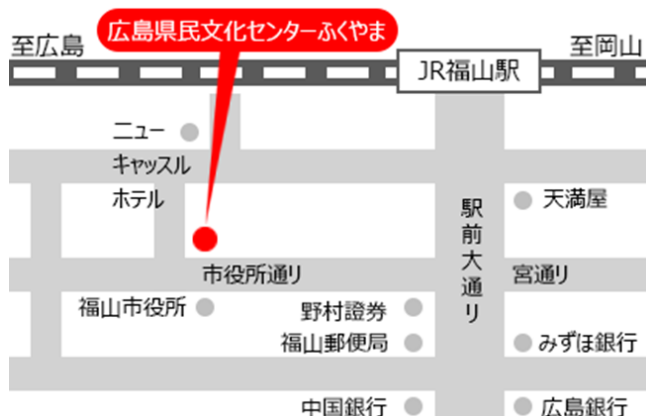 広島県民文化センターふくやま
至広島
至岡山
JR福山駅
ニュー
キャッスル
ホテル
天満屋
駅前大通り
市役所通り
宮通り
福山市役所
野村證券
福山郵便局
みずほ銀行
中国銀行
広島銀行